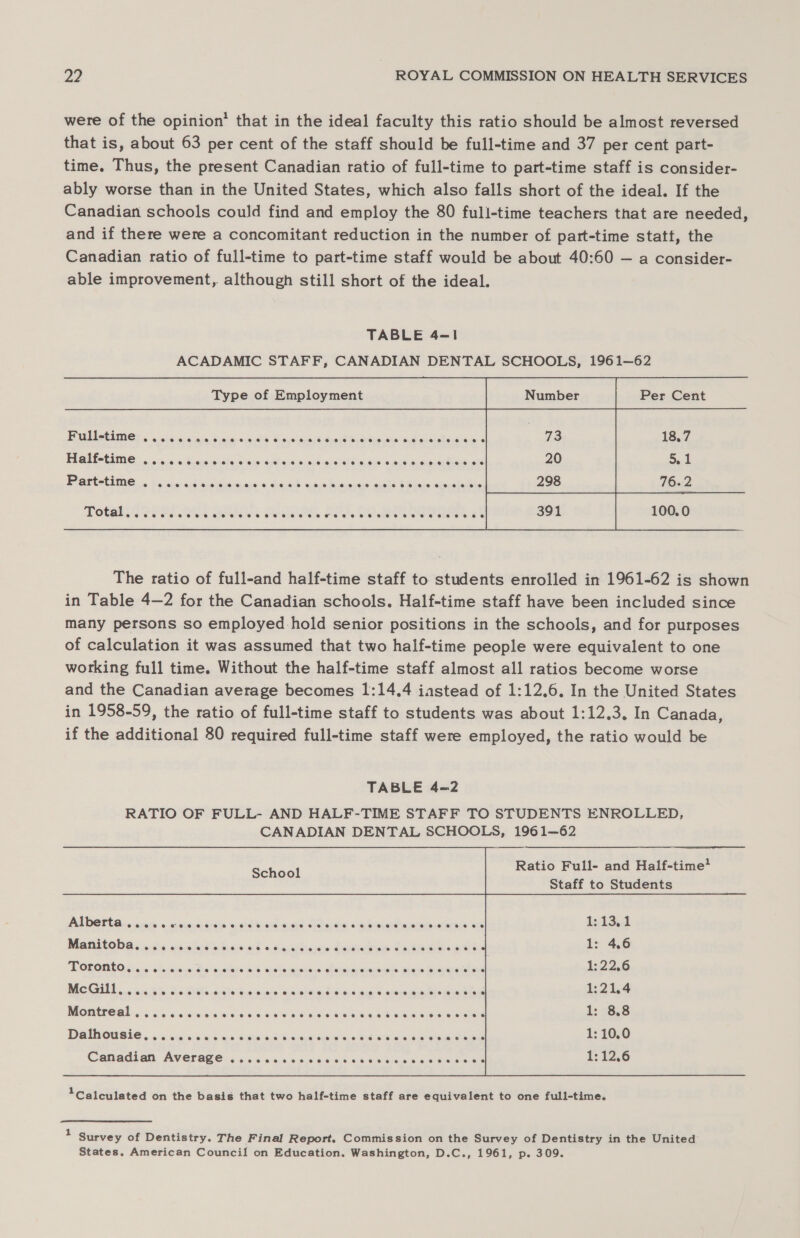 22 ROYAL COMMISSION ON HEALTH SERVICES
were of the opinion¹ that in the ideal faculty this ratio should be almost reversed
that is, about 63 per cent of the staff should be full-time and 37 per cent part-
time. Thus, the present Canadian ratio of full-time to part-time staff is consider-
ably worse than in the United States, which also falls short of the ideal. If the
Canadian schools could find and employ the 80 full-time teachers that are needed,
and if there were a concomitant reduction in the number of part-time statt, the
Canadian ratio of full-time to part-time staff would be about 40:60 — a consider-
able improvement, although still short of the ideal.
TABLE 4-1
ACADAMIC STAFF, CANADIAN DENTAL SCHOOLS, 1961-62
Type of Employment Number Per Cent
Full-time ........................................ 73 18.7
Half-time ........................................ 20 5.1
Part-time ........................................ 298 76.2
Total........................................ 391 100.0
The ratio of full-and half-time staff to students enrolled in 1961-62 is shown
in Table 4-2 for the Canadian schools. Half-time staff have been included since
many persons so employed hold senior positions in the schools, and for purposes
of calculation it was assumed that two half-time people were equivalent to one
working full time. Without the half-time staff almost all ratios become worse
and the Canadian average becomes 1:14.4 instead of 1:12.6. In the United States
in 1958-59, the ratio of full-time staff to students was about 1:12.3. In Canada,
if the additional 80 required full-time staff were employed, the ratio would be
TABLE 4-2
RATIO OF FULL- AND HALF-TIME STAFF TO STUDENTS ENROLLED,
CANADIAN DENTAL SCHOOLS, 1961-62
School Ratio Full- and Half-time¹
Staff to Students
Alberta ........................................ 1:13.1
Manitoba........................................ 1: 4.6
Toronto........................................ 1:22.6
McGill........................................ 1:21.4
Montreal ........................................ 1: 8.8
Dalhousie........................................ 1:10.0
Canadian Average .............................. 1:12.6
¹Calculated on the basis that two half-time staff are equivalent to one full-time.
¹ Survey of Dentistry. The Final Report. Commission on the Survey of Dentistry in the United
States. American Council on Education. Washington, D.C., 1961, p. 309.